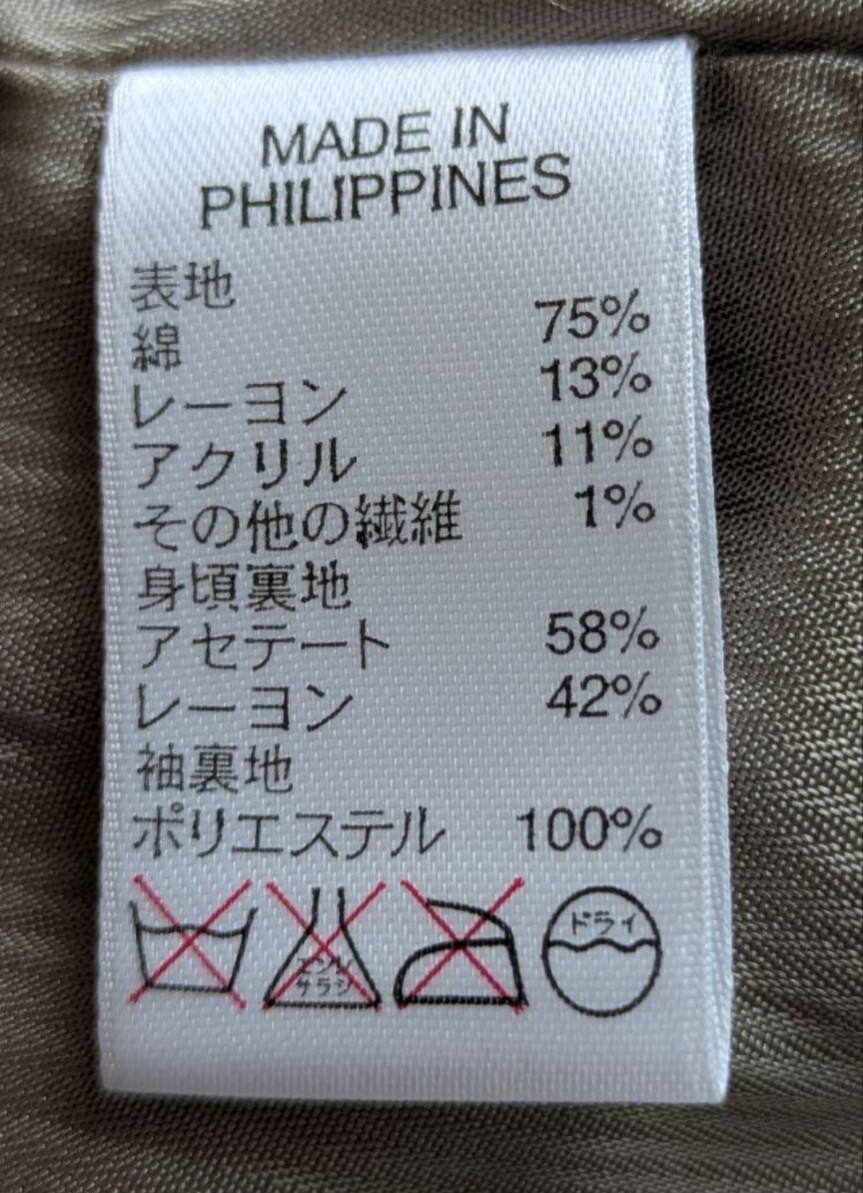 MADE IN
PHILIPPINES
表地
綿 75%
レーヨン 13%
アクリル 11%
その他の繊維 1%
身頃裏地
アセテート 58%
レーヨン 42%
袖裏地
ポリエステル 100%
エンソ
サラシ
ドライ